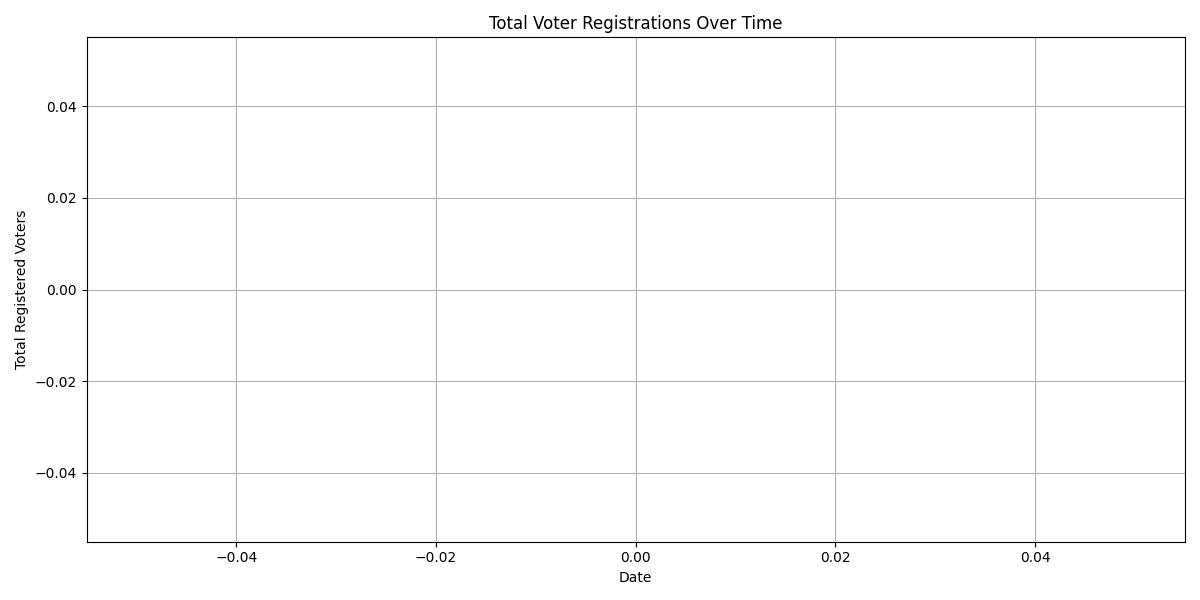 Total Voter Registrations Over Time
Total Registered Voters
0.04
0.02
0.00
−0.02
−0.04
−0.04 −0.02 0.00 0.02 0.04
Date